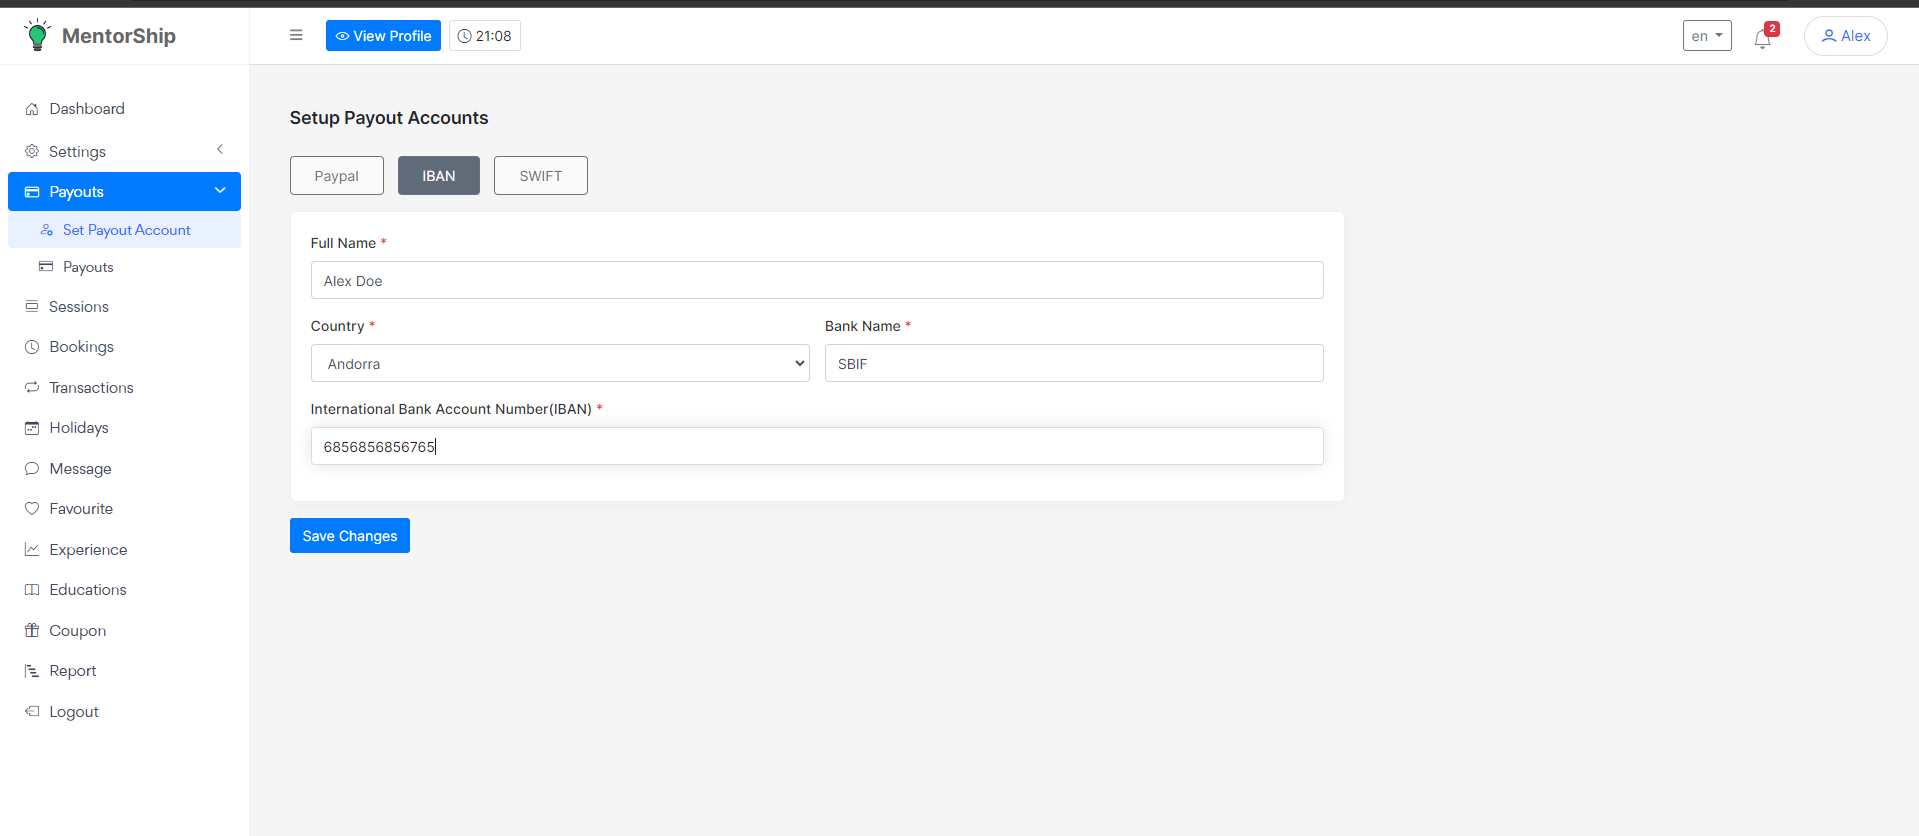 MentorShip
View Profile
21:08
en
2
Alex
Dashboard
Settings
Payouts
Set Payout Account
Payouts
Sessions
Bookings
Transactions
Holidays
Message
Favourite
Experience
Educations
Coupon
Report
Logout
Setup Payout Accounts
Paypal IBAN SWIFT
Full Name *
Alex Doe
Country * Bank Name *
Andorra SBIF
International Bank Account Number(IBAN) *
6856856856765
Save Changes